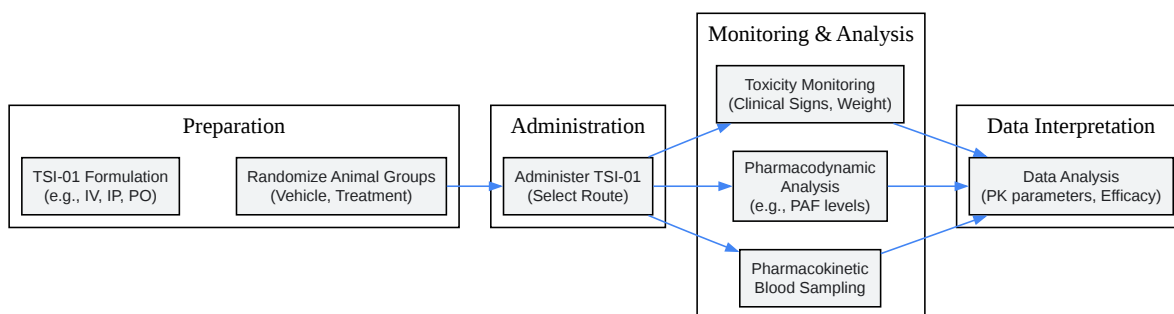 Preparation
TSI-01 Formulation
(e.g., IV, IP, PO)
Randomize Animal Groups
(Vehicle, Treatment)
Administration
Administer TSI-01
(Select Route)
Monitoring & Analysis
Toxicity Monitoring
(Clinical Signs, Weight)
Pharmacodynamic
Analysis
(e.g., PAF levels)
Pharmacokinetic
Blood Sampling
Data Interpretation
Data Analysis
(PK parameters, Efficacy)